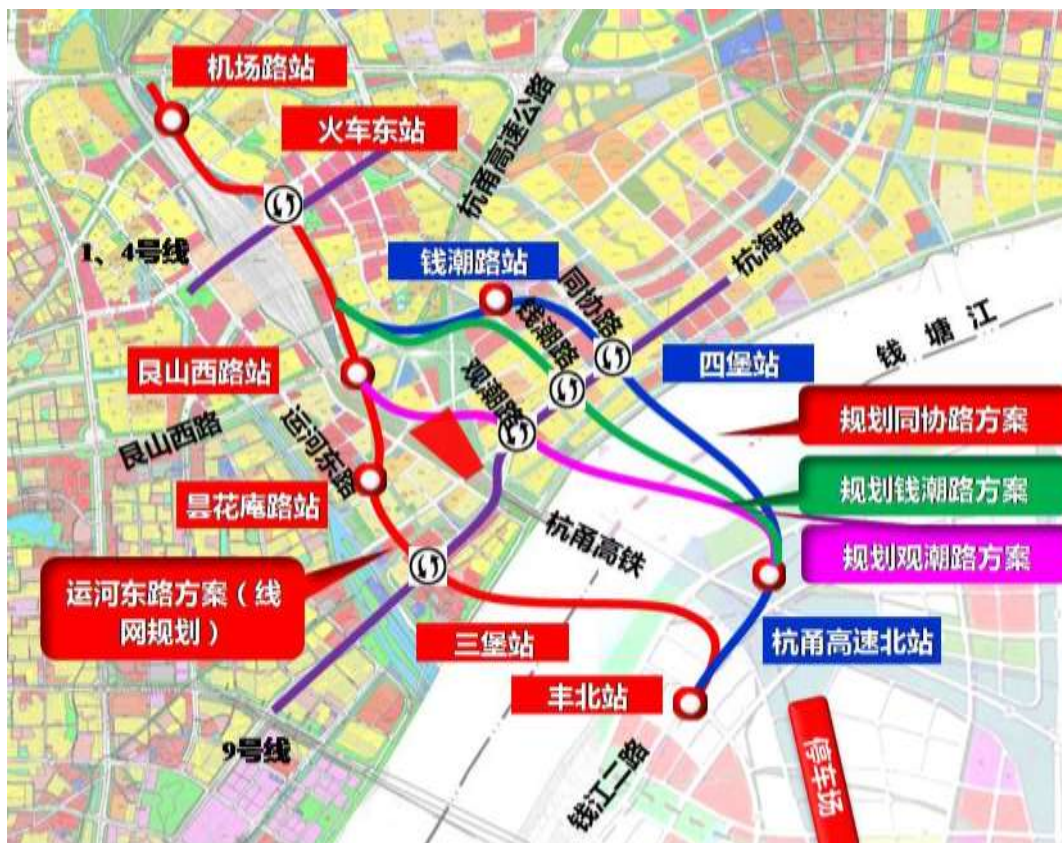 机场路站
火车东站
杭甬高速公路
1、4号线
钱潮路站
同协路
杭海路
钱潮路
钱塘江
艮山西路站
观潮路
四堡站
艮山西路
运河东路
规划同协路方案
规划钱潮路方案
昙花庵路站
杭甬高铁
规划观潮路方案
运河东路方案（线
网规划）
三堡站
杭甬高速北站
丰北站
9号线
钱江二路
停车场